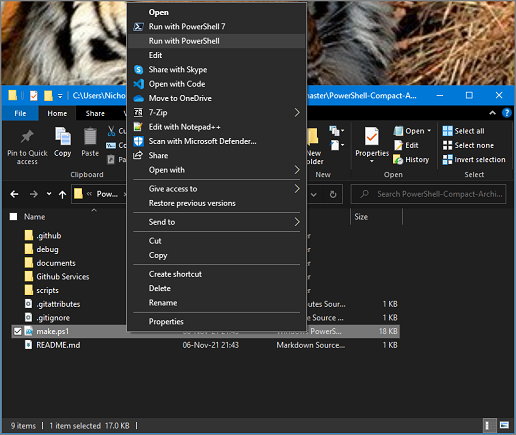 Open
Run with PowerShell 7
Run with PowerShell
Edit
Share with Skype
Open with Code
Move to OneDrive
7-Zip
Edit with Notepad++
Scan with Microsoft Defender...
Share
Open with
Give access to
Restore previous versions
Send to
Cut
Copy
Create shortcut
Delete
Rename
Properties
C:\Users\Nicho
master\PowerShell-Compact-A...
File
Home
Share
Pin to Quick access
Copy
Paste
Clipboard
New folder
New
Properties
Open
Edit
History
Open
Select all
Select none
Invert selection
Select
Pow...
Search PowerShell-Compact-Archi...
Name
Size
.github
debug
documents
Github Services
scripts
.gitattributes
butes Sour...
1 KB
.gitignore
re Source ...
1 KB
make.ps1
18 KB
README.md
06-Nov-21 21:43
Markdown Source...
1 KB
9 items
1 item selected 17.0 KB